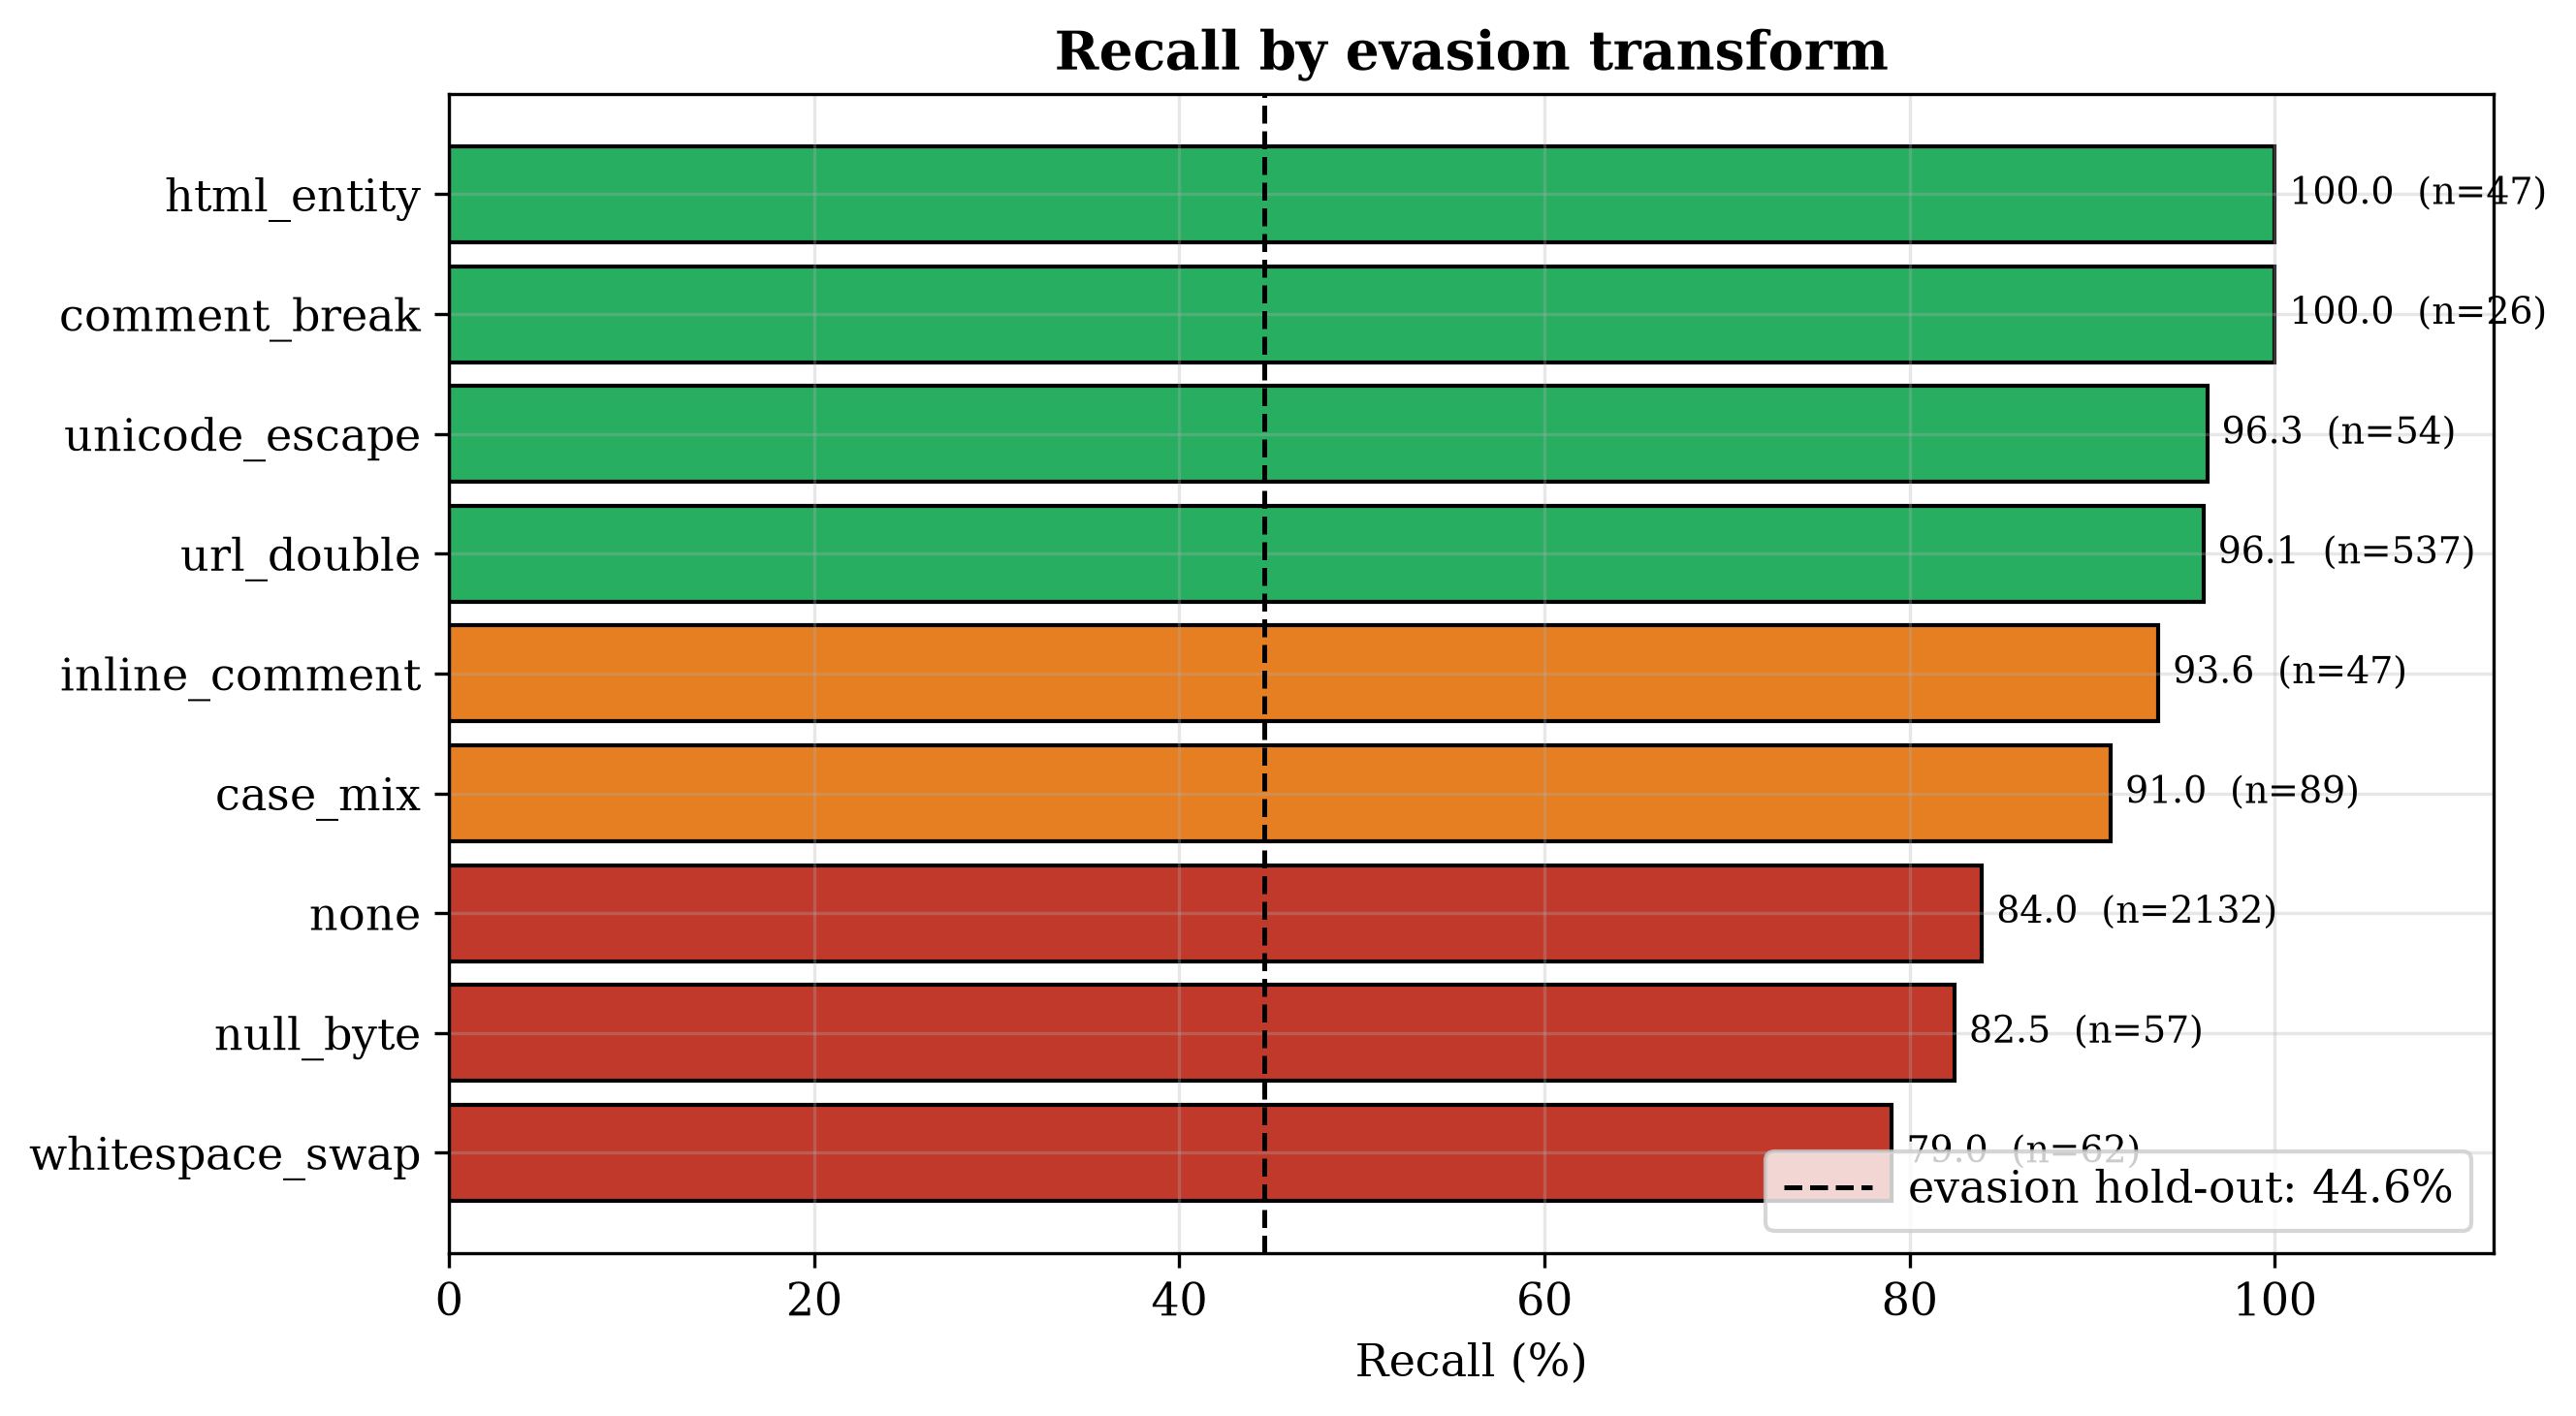 Recall by evasion transform
html_entity 100.0 (n=47)
comment_break 100.0 (n=26)
unicode_escape 96.3 (n=54)
url_double 96.1 (n=537)
inline_comment 93.6 (n=47)
case_mix 91.0 (n=89)
none 84.0 (n=2132)
null_byte 82.5 (n=57)
whitespace_swap 79.0 (n=62)
evasion hold-out: 44.6%
0 20 40 60 80 100
Recall (%)